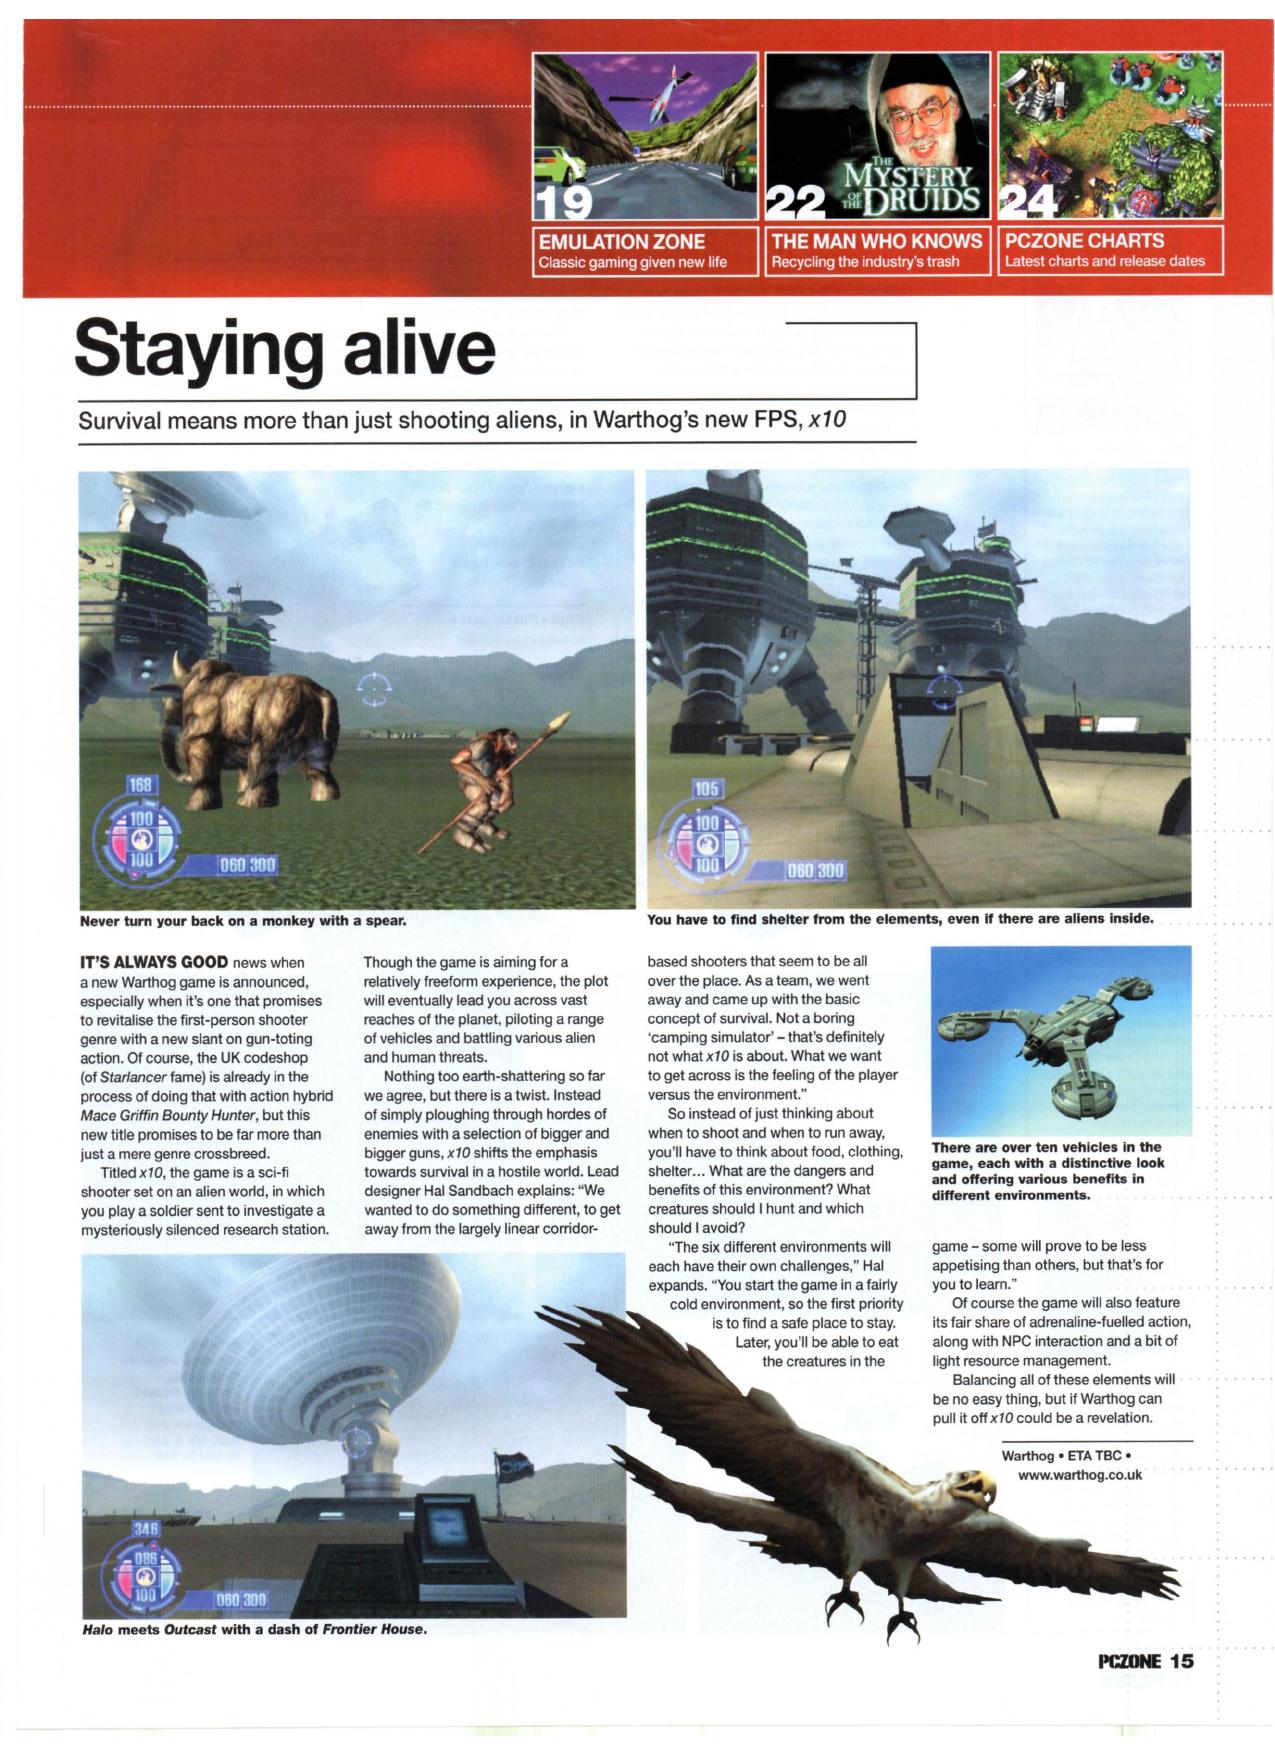 19
22
THE
MYSTERY
OF THE DRUIDS
24
EMULATION ZONE
Classic gaming given new life
THE MAN WHO KNOWS
Recycling the industry's trash
PCZONE CHARTS
Latest charts and release dates
Staying alive
Survival means more than just shooting aliens, in Warthog's new FPS, x10
168
100
100
060 300
105
100
100
060 300
Never turn your back on a monkey with a spear.
You have to find shelter from the elements, even if there are aliens inside.
IT'S ALWAYS GOOD news when
a new Warthog game is announced,
especially when it's one that promises
to revitalise the first-person shooter
genre with a new slant on gun-toting
action. Of course, the UK codeshop
(of Starlancer fame) is already in the
process of doing that with action hybrid
Mace Griffin Bounty Hunter, but this
new title promises to be far more than
just a mere genre crossbreed.
Titled x10, the game is a sci-fi
shooter set on an alien world, in which
you play a soldier sent to investigate a
mysteriously silenced research station.
Though the game is aiming for a
relatively freeform experience, the plot
will eventually lead you across vast
reaches of the planet, piloting a range
of vehicles and battling various alien
and human threats.
Nothing too earth-shattering so far
we agree, but there is a twist. Instead
of simply ploughing through hordes of
enemies with a selection of bigger and
bigger guns, x10 shifts the emphasis
towards survival in a hostile world. Lead
designer Hal Sandbach explains: "We
wanted to do something different, to get
away from the largely linear corridor-
based shooters that seem to be all
over the place. As a team, we went
away and came up with the basic
concept of survival. Not a boring
'camping simulator' – that's definitely
not what x10 is about. What we want
to get across is the feeling of the player
versus the environment."
So instead of just thinking about
when to shoot and when to run away,
you'll have to think about food, clothing,
shelter... What are the dangers and
benefits of this environment? What
creatures should I hunt and which
should I avoid?
"The six different environments will
each have their own challenges," Hal
expands. "You start the game in a fairly
cold environment, so the first priority
is to find a safe place to stay.
Later, you'll be able to eat
the creatures in the
There are over ten vehicles in the
game, each with a distinctive look
and offering various benefits in
different environments.
game – some will prove to be less
appetising than others, but that's for
you to learn."
Of course the game will also feature
its fair share of adrenaline-fuelled action,
along with NPC interaction and a bit of
light resource management.
Balancing all of these elements will
be no easy thing, but if Warthog can
pull it off x10 could be a revelation.
Warthog • ETA TBC •
www.warthog.co.uk
346
086
100
060 300
Halo meets Outcast with a dash of Frontier House.
PCZONE 15